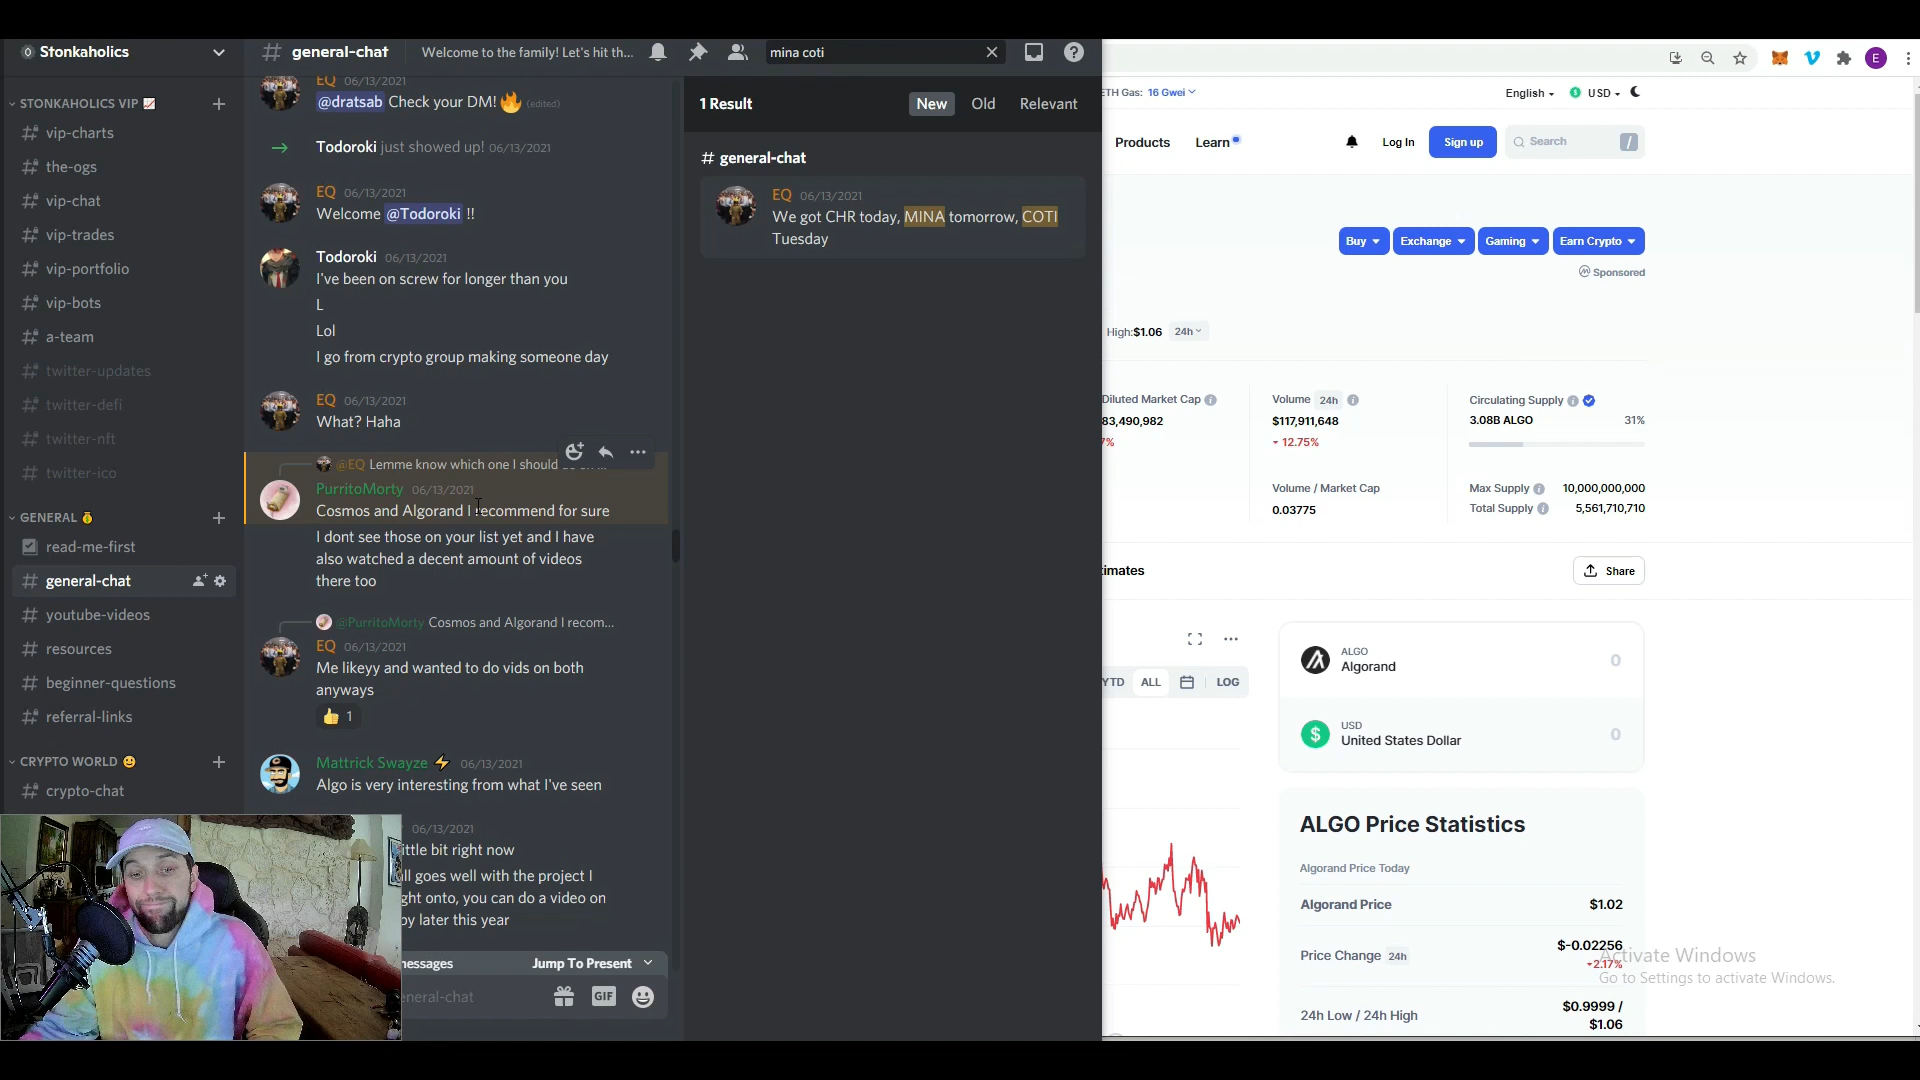 Stonkaholics
STONKAHOLICS VIP
vip-charts
the-ogs
vip-chat
vip-trades
vip-portfolio
vip-bots
a-team
twitter-updates
twitter-defi
twitter-nft
twitter-ico
GENERAL
read-me-first
general-chat
youtube-videos
resources
beginner-questions
referral-links
CRYPTO WORLD
crypto-chat
general-chat
Welcome to the family! Let's hit th...
mina coti
EQ 06/13/2021
@dratsab Check your DM! (edited)
Todoroki just showed up! 06/13/2021
EQ 06/13/2021
Welcome @Todoroki !!
Todoroki 06/13/2021
I've been on screw for longer than you
L
Lol
I go from crypto group making someone day
EQ 06/13/2021
What? Haha
@EQ Lemme know which one I should
PurritoMorty 06/13/2021
Cosmos and Algorand I recommend for sure
I dont see those on your list yet and I have
also watched a decent amount of videos
there too
@PurritoMorty Cosmos and Algorand I recom...
EQ 06/13/2021
Me likeyy and wanted to do vids on both
anyways
1
Mattrick Swayze 06/13/2021
Algo is very interesting from what I've seen
06/13/2021
ittle bit right now
ll goes well with the project I
ght onto, you can do a video on
by later this year
essages Jump To Present
eneral-chat
GIF
1 Result
New Old Relevant
# general-chat
EQ 06/13/2021
We got CHR today, MINA tomorrow, COTI
Tuesday
E
ETH Gas: 16 Gwei
English USD
Products Learn
Log In Sign up Search /
Buy Exchange Gaming Earn Crypto
Sponsored
High:$1.06 24h
Diluted Market Cap
83,490,982
7%
Volume 24h
$117,911,648
12.75%
Volume / Market Cap
0.03775
Circulating Supply
3.08B ALGO 31%
Max Supply 10,000,000,000
Total Supply 5,561,710,710
timates
Share
YTD ALL LOG
ALGO
Algorand 0
USD
United States Dollar 0
ALGO Price Statistics
Algorand Price Today
Algorand Price $1.02
Price Change 24h $-0.02256
2.17%
24h Low / 24h High $0.9999 /
$1.06
Activate Windows
Go to Settings to activate Windows.